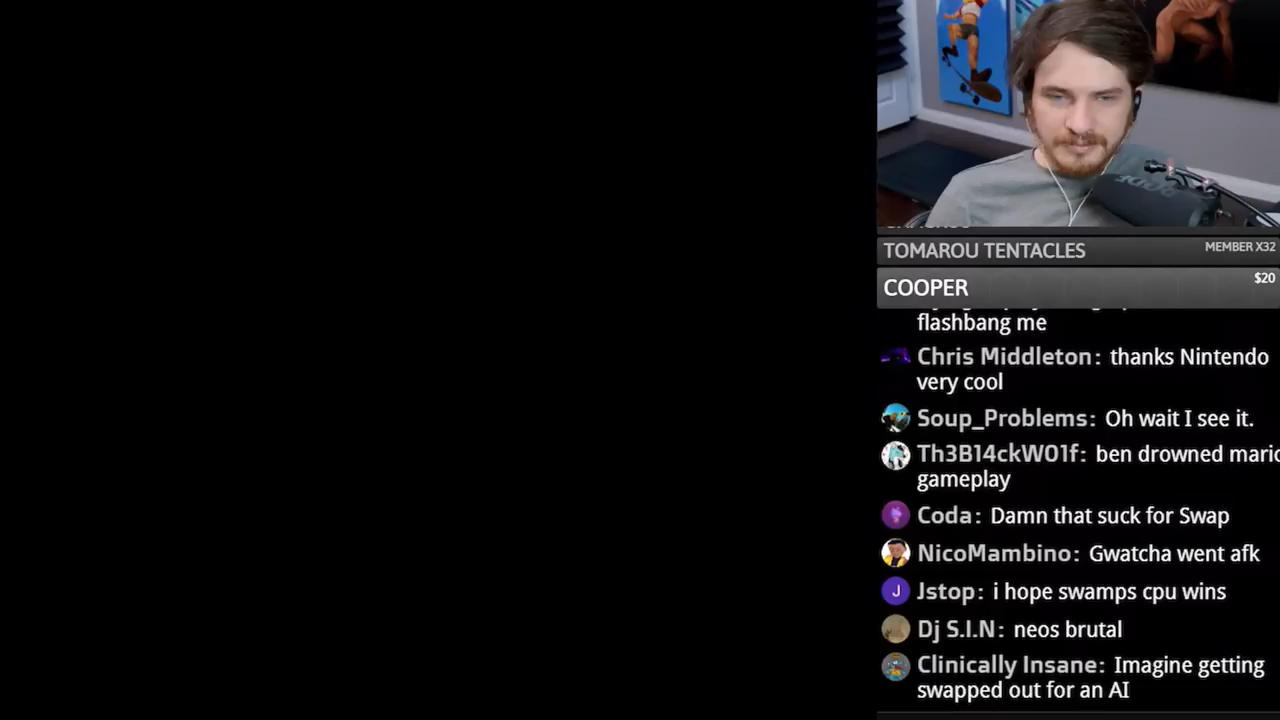 TOMAROU TENTACLES
MEMBER X32
COOPER
$20
flashbang me
Chris Middleton: thanks Nintendo
very cool
Soup_Problems: Oh wait I see it.
Th3B14ckW01f: ben drowned mario
gameplay
Coda: Damn that suck for Swap
NicoMambino: Gwatcha went afk
J
Jstop: i hope swamps cpu wins
Dj S.I.N: neos brutal
Clinically Insane: Imagine getting
swapped out for an AI